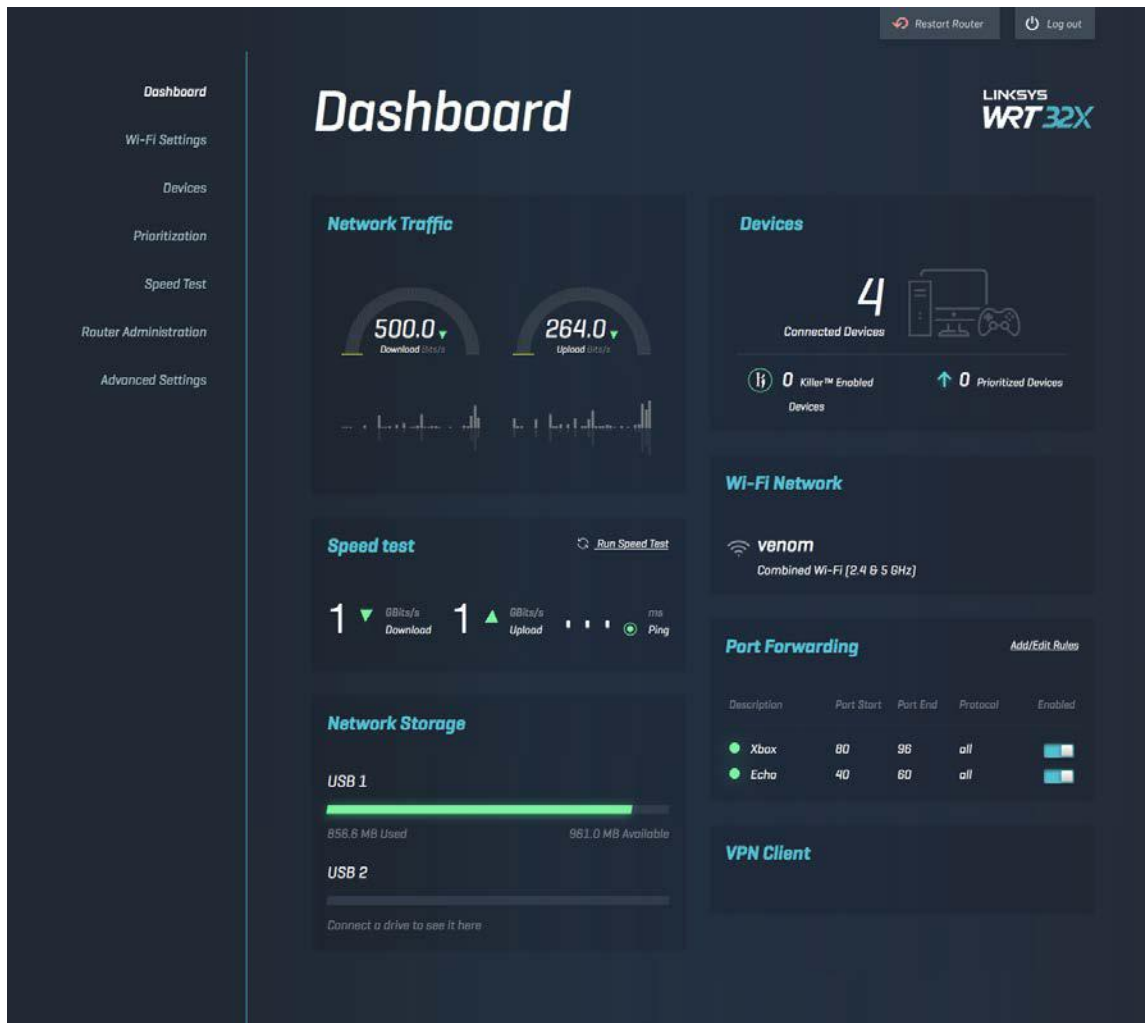 Restart Router
Log out
Dashboard
Wi-Fi Settings
Devices
Prioritization
Speed Test
Router Administration
Advanced Settings
Dashboard
LINKSYS
WRT 32X
Network Traffic
500.0
Download Bits/s
264.0
Upload Bits/s
Devices
4
Connected Devices
0 Killer™ Enabled
Devices
0 Prioritized Devices
Wi-Fi Network
venom
Combined Wi-Fi (2.4 & 5 GHz)
Speed test
Run Speed Test
1 GBits/s
Download
1 GBits/s
Upload
... ms
Ping
Port Forwarding
Add/Edit Rules
Description Port Start Port End Protocol Enabled
Xbox 80 96 all
Echo 40 60 all
Network Storage
USB 1
856.6 MB Used 961.0 MB Available
USB 2
Connect a drive to see it here
VPN Client